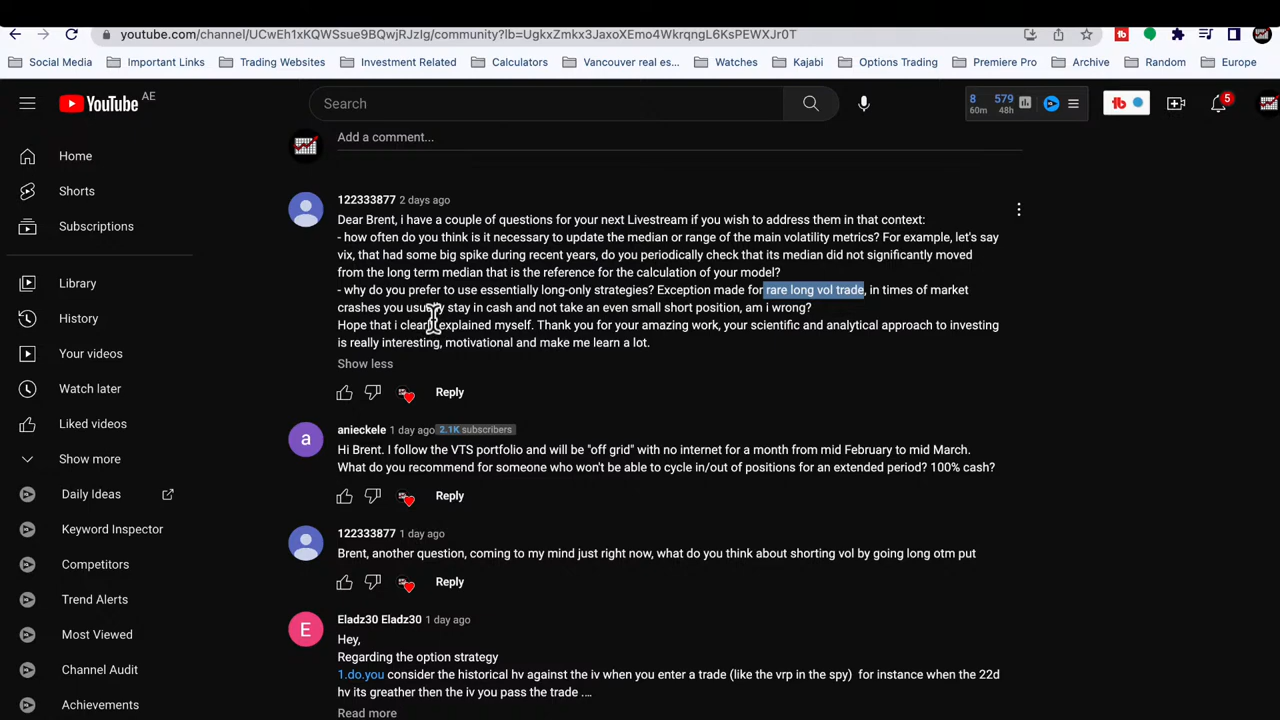 youtube.com/channel/UCwEh1xKQWSsue9BQwjRJzIg/community?lb=UgkxZmkx3JaxoXEmo4WkrqngL6KsPEWXJr0T
Social Media
Important Links
Trading Websites
Investment Related
Calculators
Vancouver real es...
Watches
Kajabi
Options Trading
Premiere Pro
Archive
Random
Europe
YouTube AE
Search
8 60m
579 48h
tb
5
Home
Shorts
Subscriptions
Library
History
Your videos
Watch later
Liked videos
Show more
Daily Ideas
Keyword Inspector
Competitors
Trend Alerts
Most Viewed
Channel Audit
Achievements
Add a comment...
122333877 2 days ago
Dear Brent, i have a couple of questions for your next Livestream if you wish to address them in that context:
- how often do you think is it necessary to update the median or range of the main volatility metrics? For example, let's say
vix, that had some big spike during recent years, do you periodically check that its median did not significantly moved
from the long term median that is the reference for the calculation of your model?
- why do you prefer to use essentially long-only strategies? Exception made for rare long vol trade, in times of market
crashes you usually stay in cash and not take an even small short position, am i wrong?
Hope that i clearly explained myself. Thank you for your amazing work, your scientific and analytical approach to investing
is really interesting, motivational and make me learn a lot.
Show less
Reply
a
anieckele 1 day ago 2.1K subscribers
Hi Brent. I follow the VTS portfolio and will be "off grid" with no internet for a month from mid February to mid March.
What do you recommend for someone who won't be able to cycle in/out of positions for an extended period? 100% cash?
Reply
122333877 1 day ago
Brent, another question, coming to my mind just right now, what do you think about shorting vol by going long otm put
Reply
E
Eladz30 Eladz30 1 day ago
Hey,
Regarding the option strategy
1.do.you consider the historical hv against the iv when you enter a trade (like the vrp in the spy) for instance when the 22d
hv its greather then the iv you pass the trade ...
Read more